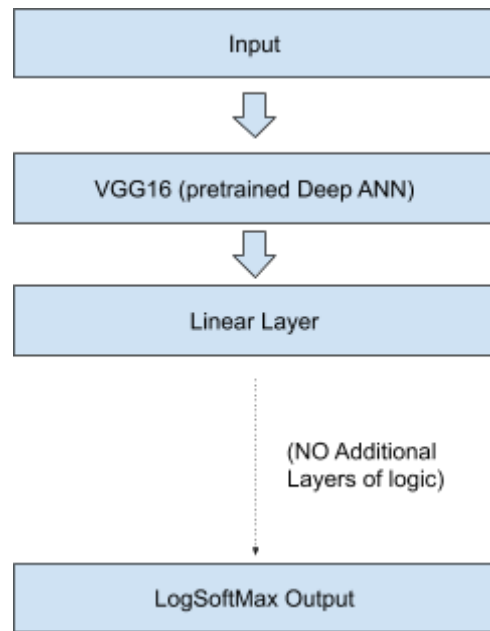 Input
VGG16 (pretrained Deep ANN)
Linear Layer
(NO Additional
Layers of logic)
LogSoftMax Output